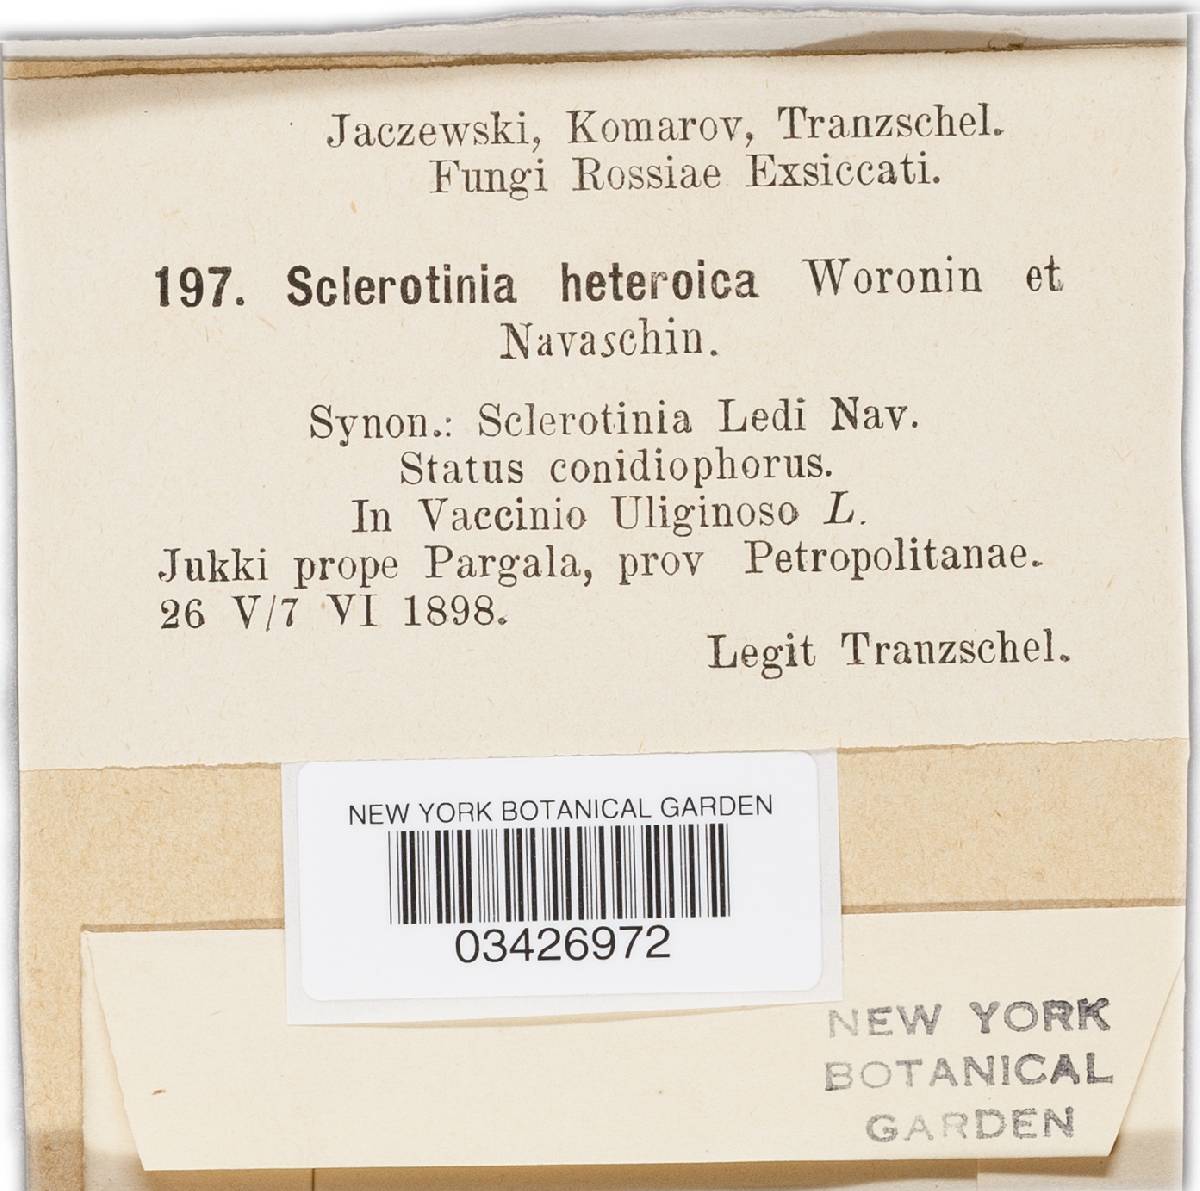 Jaczewski, Komarov, Tranzschel.
Fungi Rossiae Exsiccati.
197. Sclerotinia heteroica Woronin et
Navaschin.
Synon.: Sclerotinia Ledi Nav.
Status conidiophorus.
In Vaccinio Uliginoso L.
Jukki prope Pargala, prov Petropolitanae.
26 V/7 VI 1898.
Legit Tranzschel.
NEW YORK BOTANICAL GARDEN
03426972
NEW YORK
BOTANICAL
GARDEN